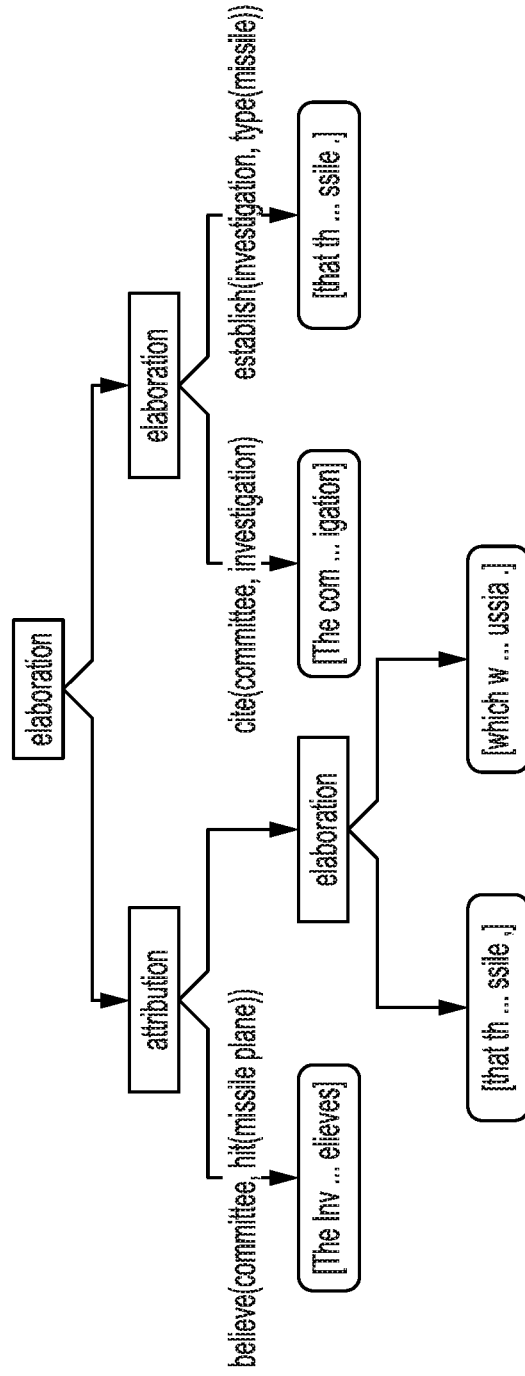 elaboration
attribution
elaboration
believe(committee, hit(missile plane))
cite(committee, investigation)
establish(investigation, type(missile))
[The Inv ... elieves]
elaboration
[The com ... igation]
[that th ... ssile .]
[that th ... ssile ,]
[which w ... ussia .]